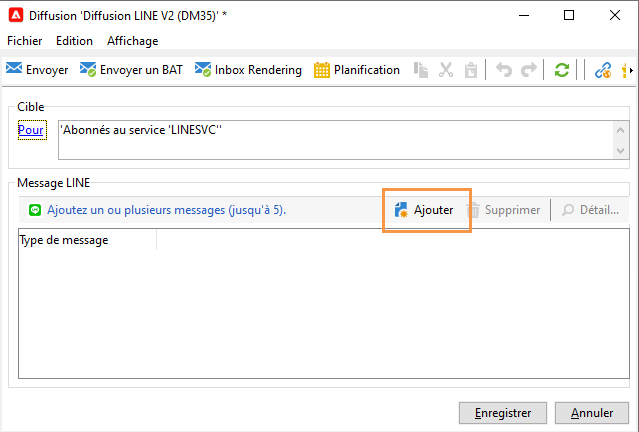 Diffusion 'Diffusion LINE V2 (DM35)' *
Fichier Edition Affichage
Envoyer Envoyer un BAT Inbox Rendering Planification
Cible
Pour 'Abonnés au service 'LINESVC''
Message LINE
Ajoutez un ou plusieurs messages (jusqu'à 5). Ajouter Supprimer Détail...
Type de message
Enregistrer Annuler